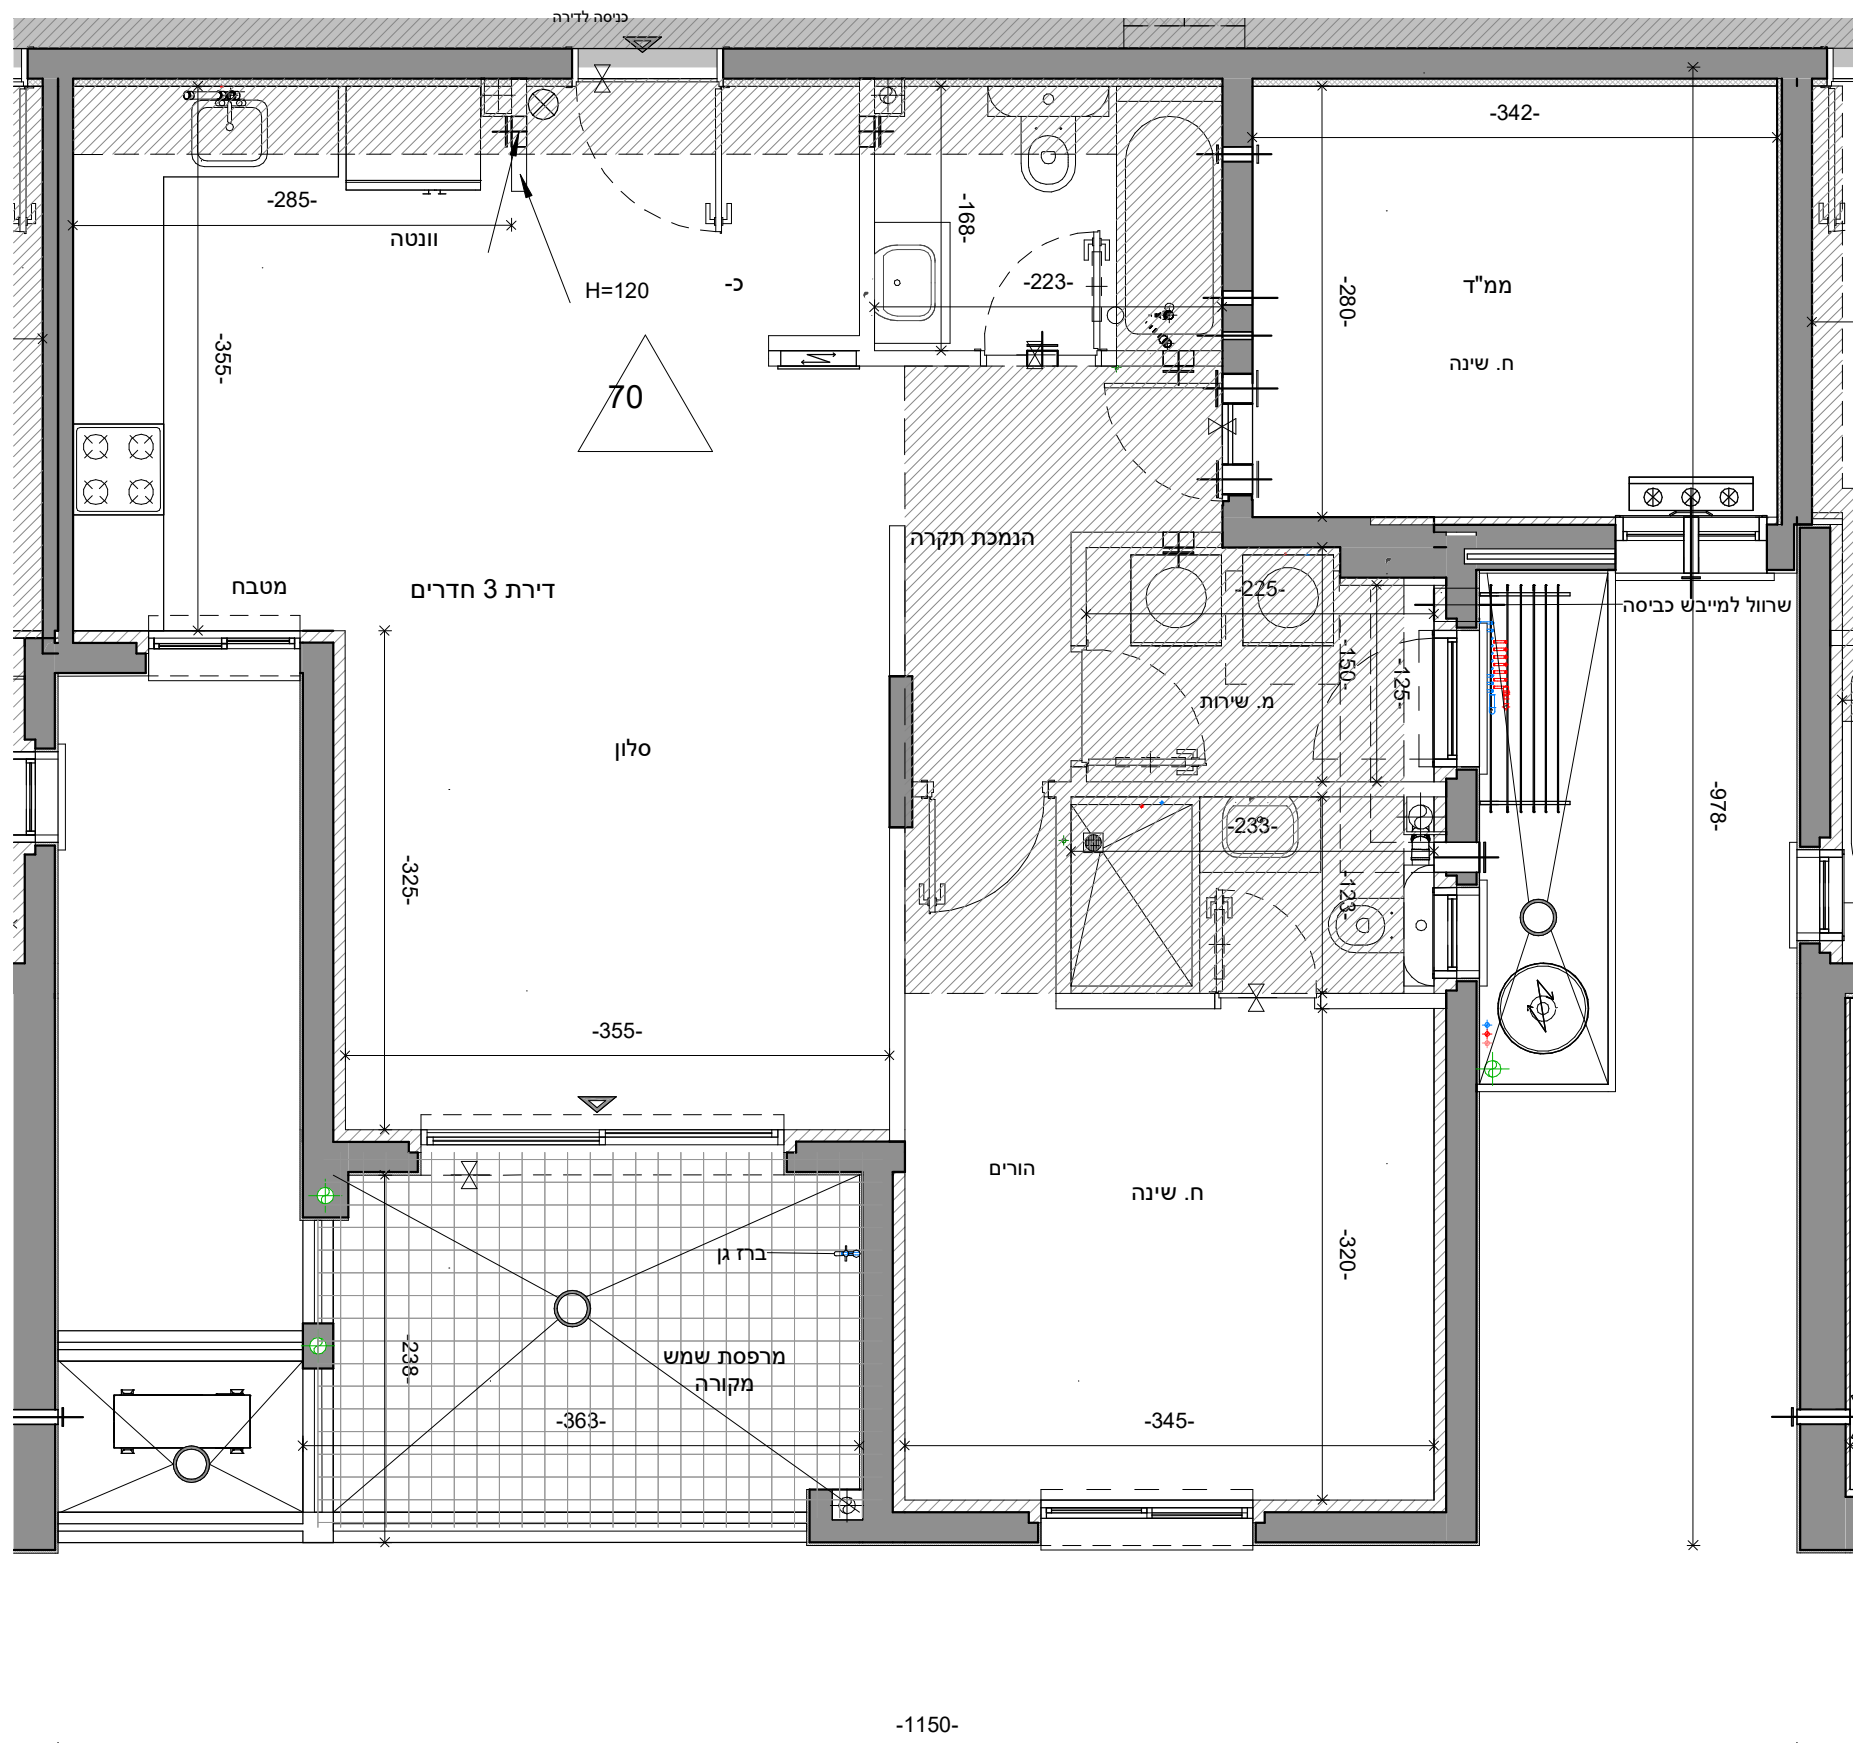 כניסה לדירה
-342-
-285-
וונטה
H=120
כ-
-168-
-223-
-280-
ממ"ד
ח. שינה
-355-
70
הנמכת תקרה
מטבח
דירת 3 חדרים
-225-
שרוול למייבש כביסה
-150-
-125-
מ. שירות
סלון
-978-
-233-
-325-
-123-
-355-
הורים
ח. שינה
ברז גן
-320-
מרפסת שמש
מקורה
-238-
-363-
-345-
-1150-